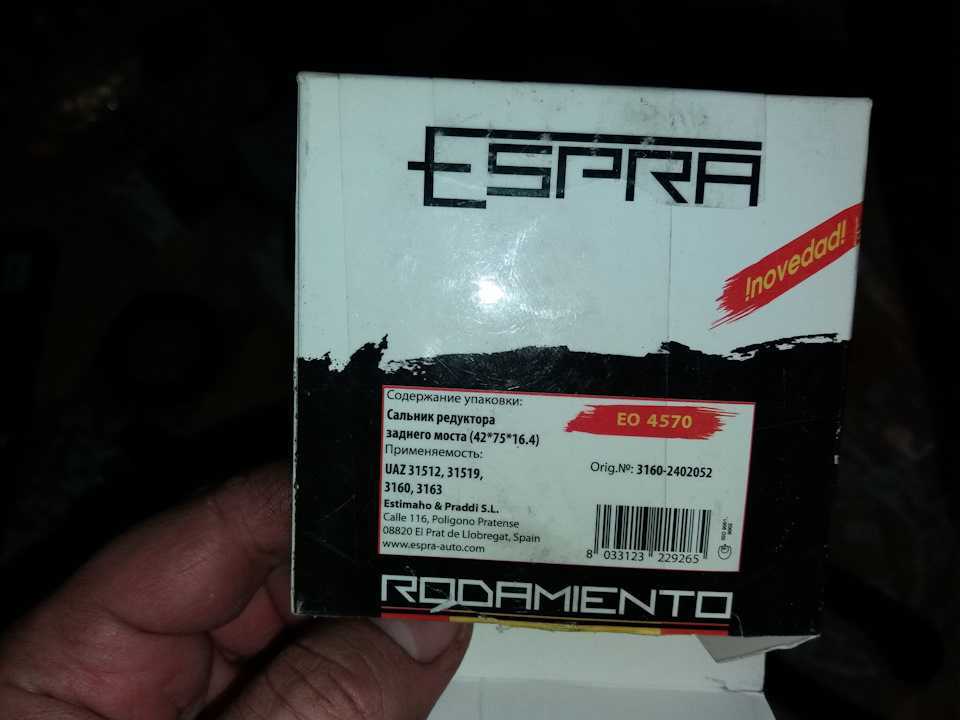 ESPRA
!novedad!
Содержание упаковки:
Сальник редуктора
заднего моста (42*75*16.4)
Применяемость:
UAZ 31512, 31519,
3160, 3163
Estimaho & Praddi S.L.
Calle 116, Poligono Pratense
08820 El Prat de Llobregat, Spain
www.espra-auto.com
EO 4570
Orig.№: 3160-2402052
8 033123 229265
RODAMIENTO